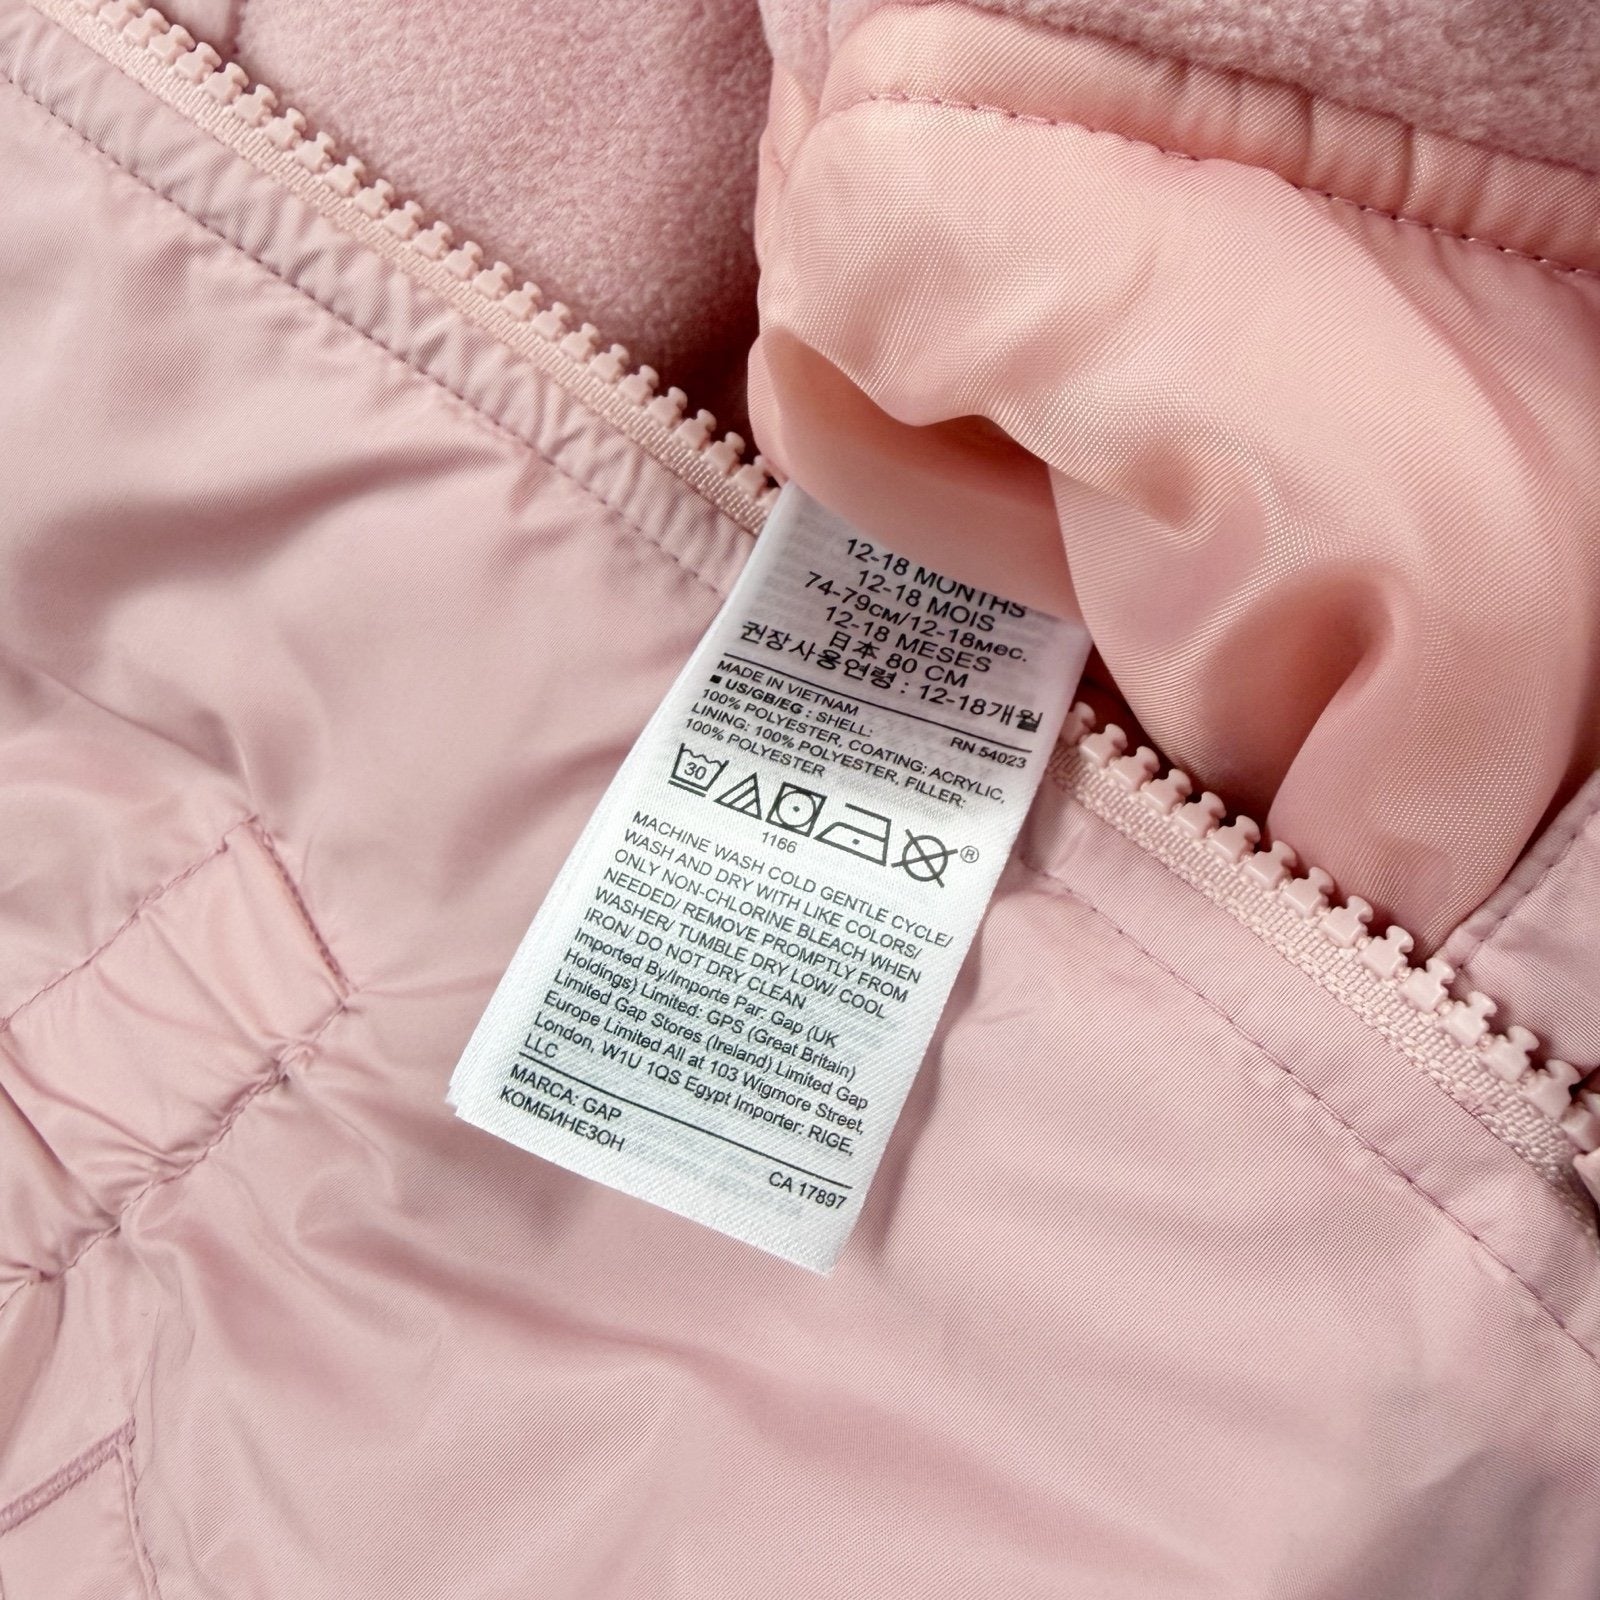 12-18 MONTHS
12-18 MOIS
74-79см/12-18мес.
12-18 MESES
日本 80 CM
권장사용연령 : 12-18개월
MADE IN VIETNAM
RN 54023
■ US/GB/EG : SHELL:
100% POLYESTER, COATING: ACRYLIC,
LINING: 100% POLYESTER, FILLER:
100% POLYESTER
30
1166
®
MACHINE WASH COLD GENTLE CYCLE/
WASH AND DRY WITH LIKE COLORS/
ONLY NON-CHLORINE BLEACH WHEN
NEEDED/ REMOVE PROMPTLY FROM
WASHER/ TUMBLE DRY LOW/ COOL
IRON/ DO NOT DRY CLEAN
Imported By/Importe Par: Gap (UK
Holdings) Limited: GPS (Great Britain)
Limited Gap Stores (Ireland) Limited Gap
Europe Limited All at 103 Wigmore Street,
London, W1U 1QS Egypt Importer: RIGE,
LLC
MARCA: GAP
КОМБИНЕЗОН
CA 17897